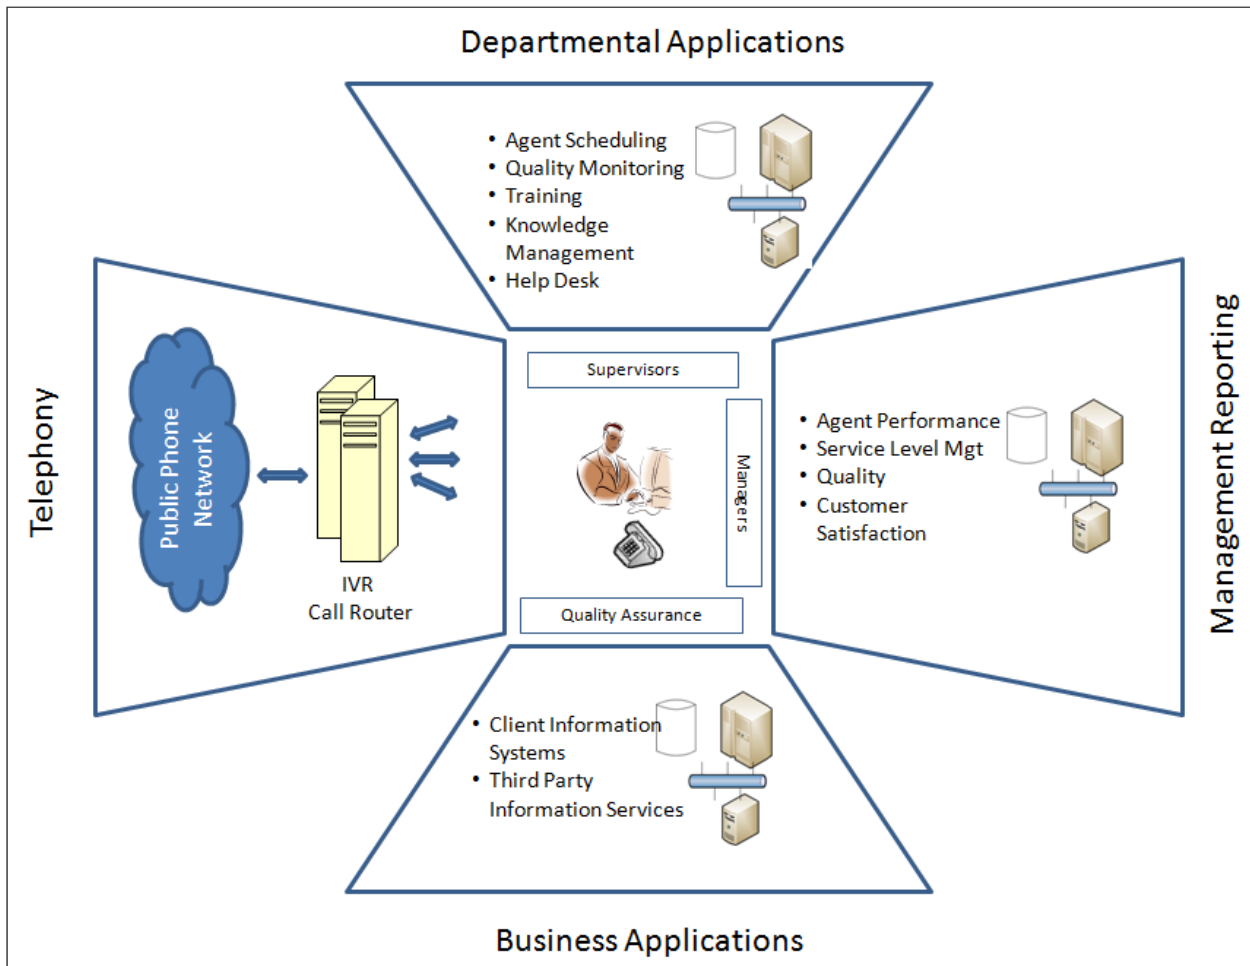 Departmental Applications
• Agent Scheduling
• Quality Monitoring
• Training
• Knowledge
Management
• Help Desk
Telephony
Public Phone
Network
IVR
Call Router
Supervisors
Managers
Quality Assurance
• Agent Performance
• Service Level Mgt
• Quality
• Customer
Satisfaction
Management Reporting
• Client Information
Systems
• Third Party
Information Services
Business Applications